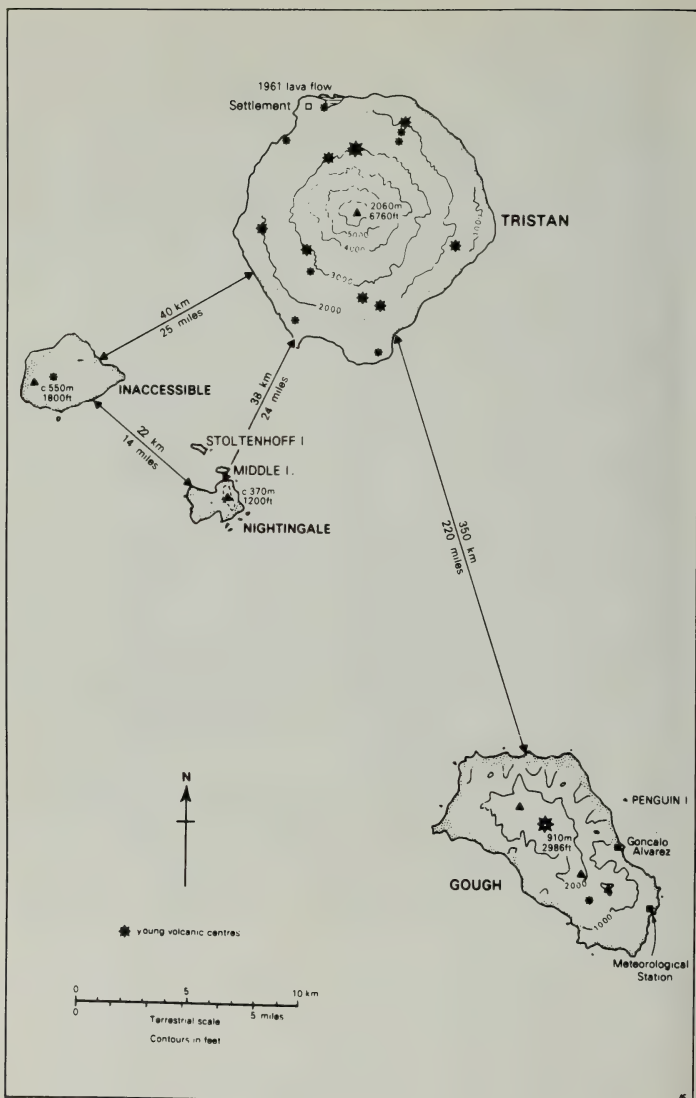 1961 lava flow
Settlement
2060m
6760ft
TRISTAN
5000
4000
3000
2000
1000
40 km
25 miles
c 550m
1800ft
INACCESSIBLE
38 km
24 miles
22 km
14 miles
STOLTENHOFF I
MIDDLE I.
c 370m
1200ft
NIGHTINGALE
350 km
220 miles
N
PENGUIN I
910m
2986ft
Goncalo
Alvarez
GOUGH
2000
1000
Meteorological
Station
young volcanic centres
0 5 10 km
0 5 miles
Terrestrial scale
Contours in feet